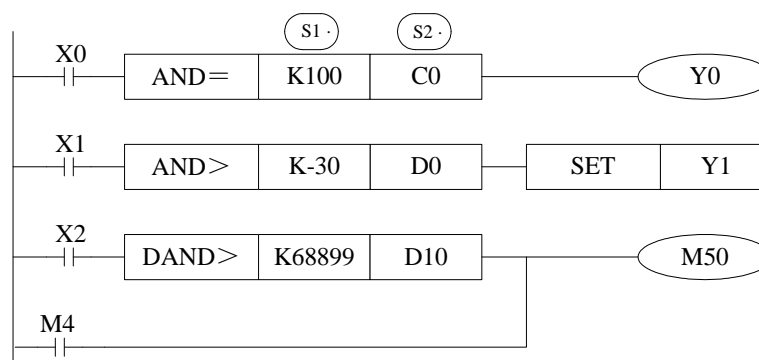 S1· S2·
X0 AND= K100 C0 Y0
X1 AND> K-30 D0 SET Y1
X2 DAND> K68899 D10 M50
M4